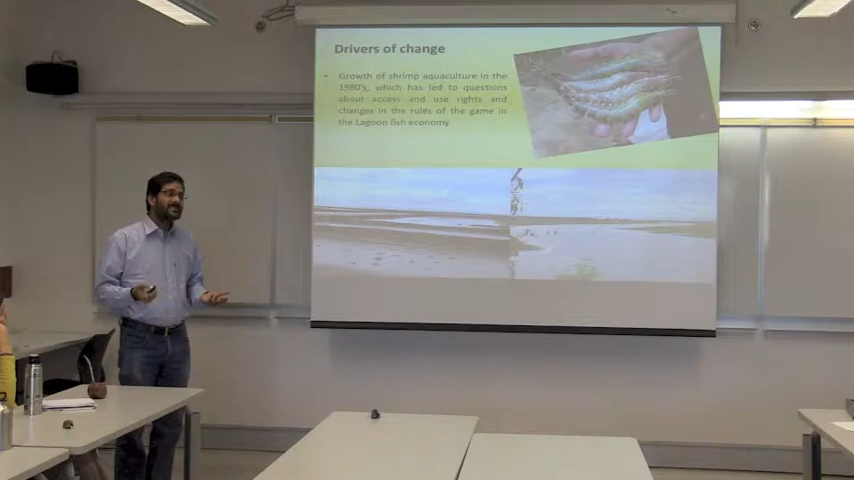 Drivers of change
• Growth of shrimp aquaculture in the
1980's, which has led to questions
about access and use rights and
changes in the rules of the game in
the Lagoon fish economy